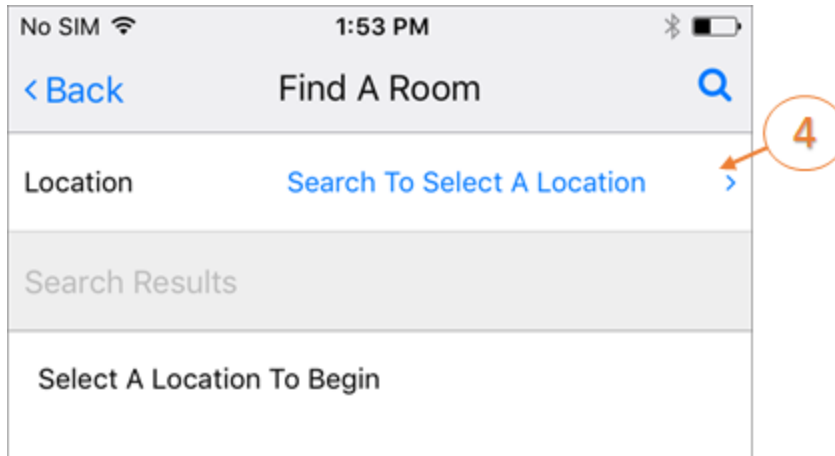 No SIM 1:53 PM
Back Find A Room
4
Location Search To Select A Location
Search Results
Select A Location To Begin